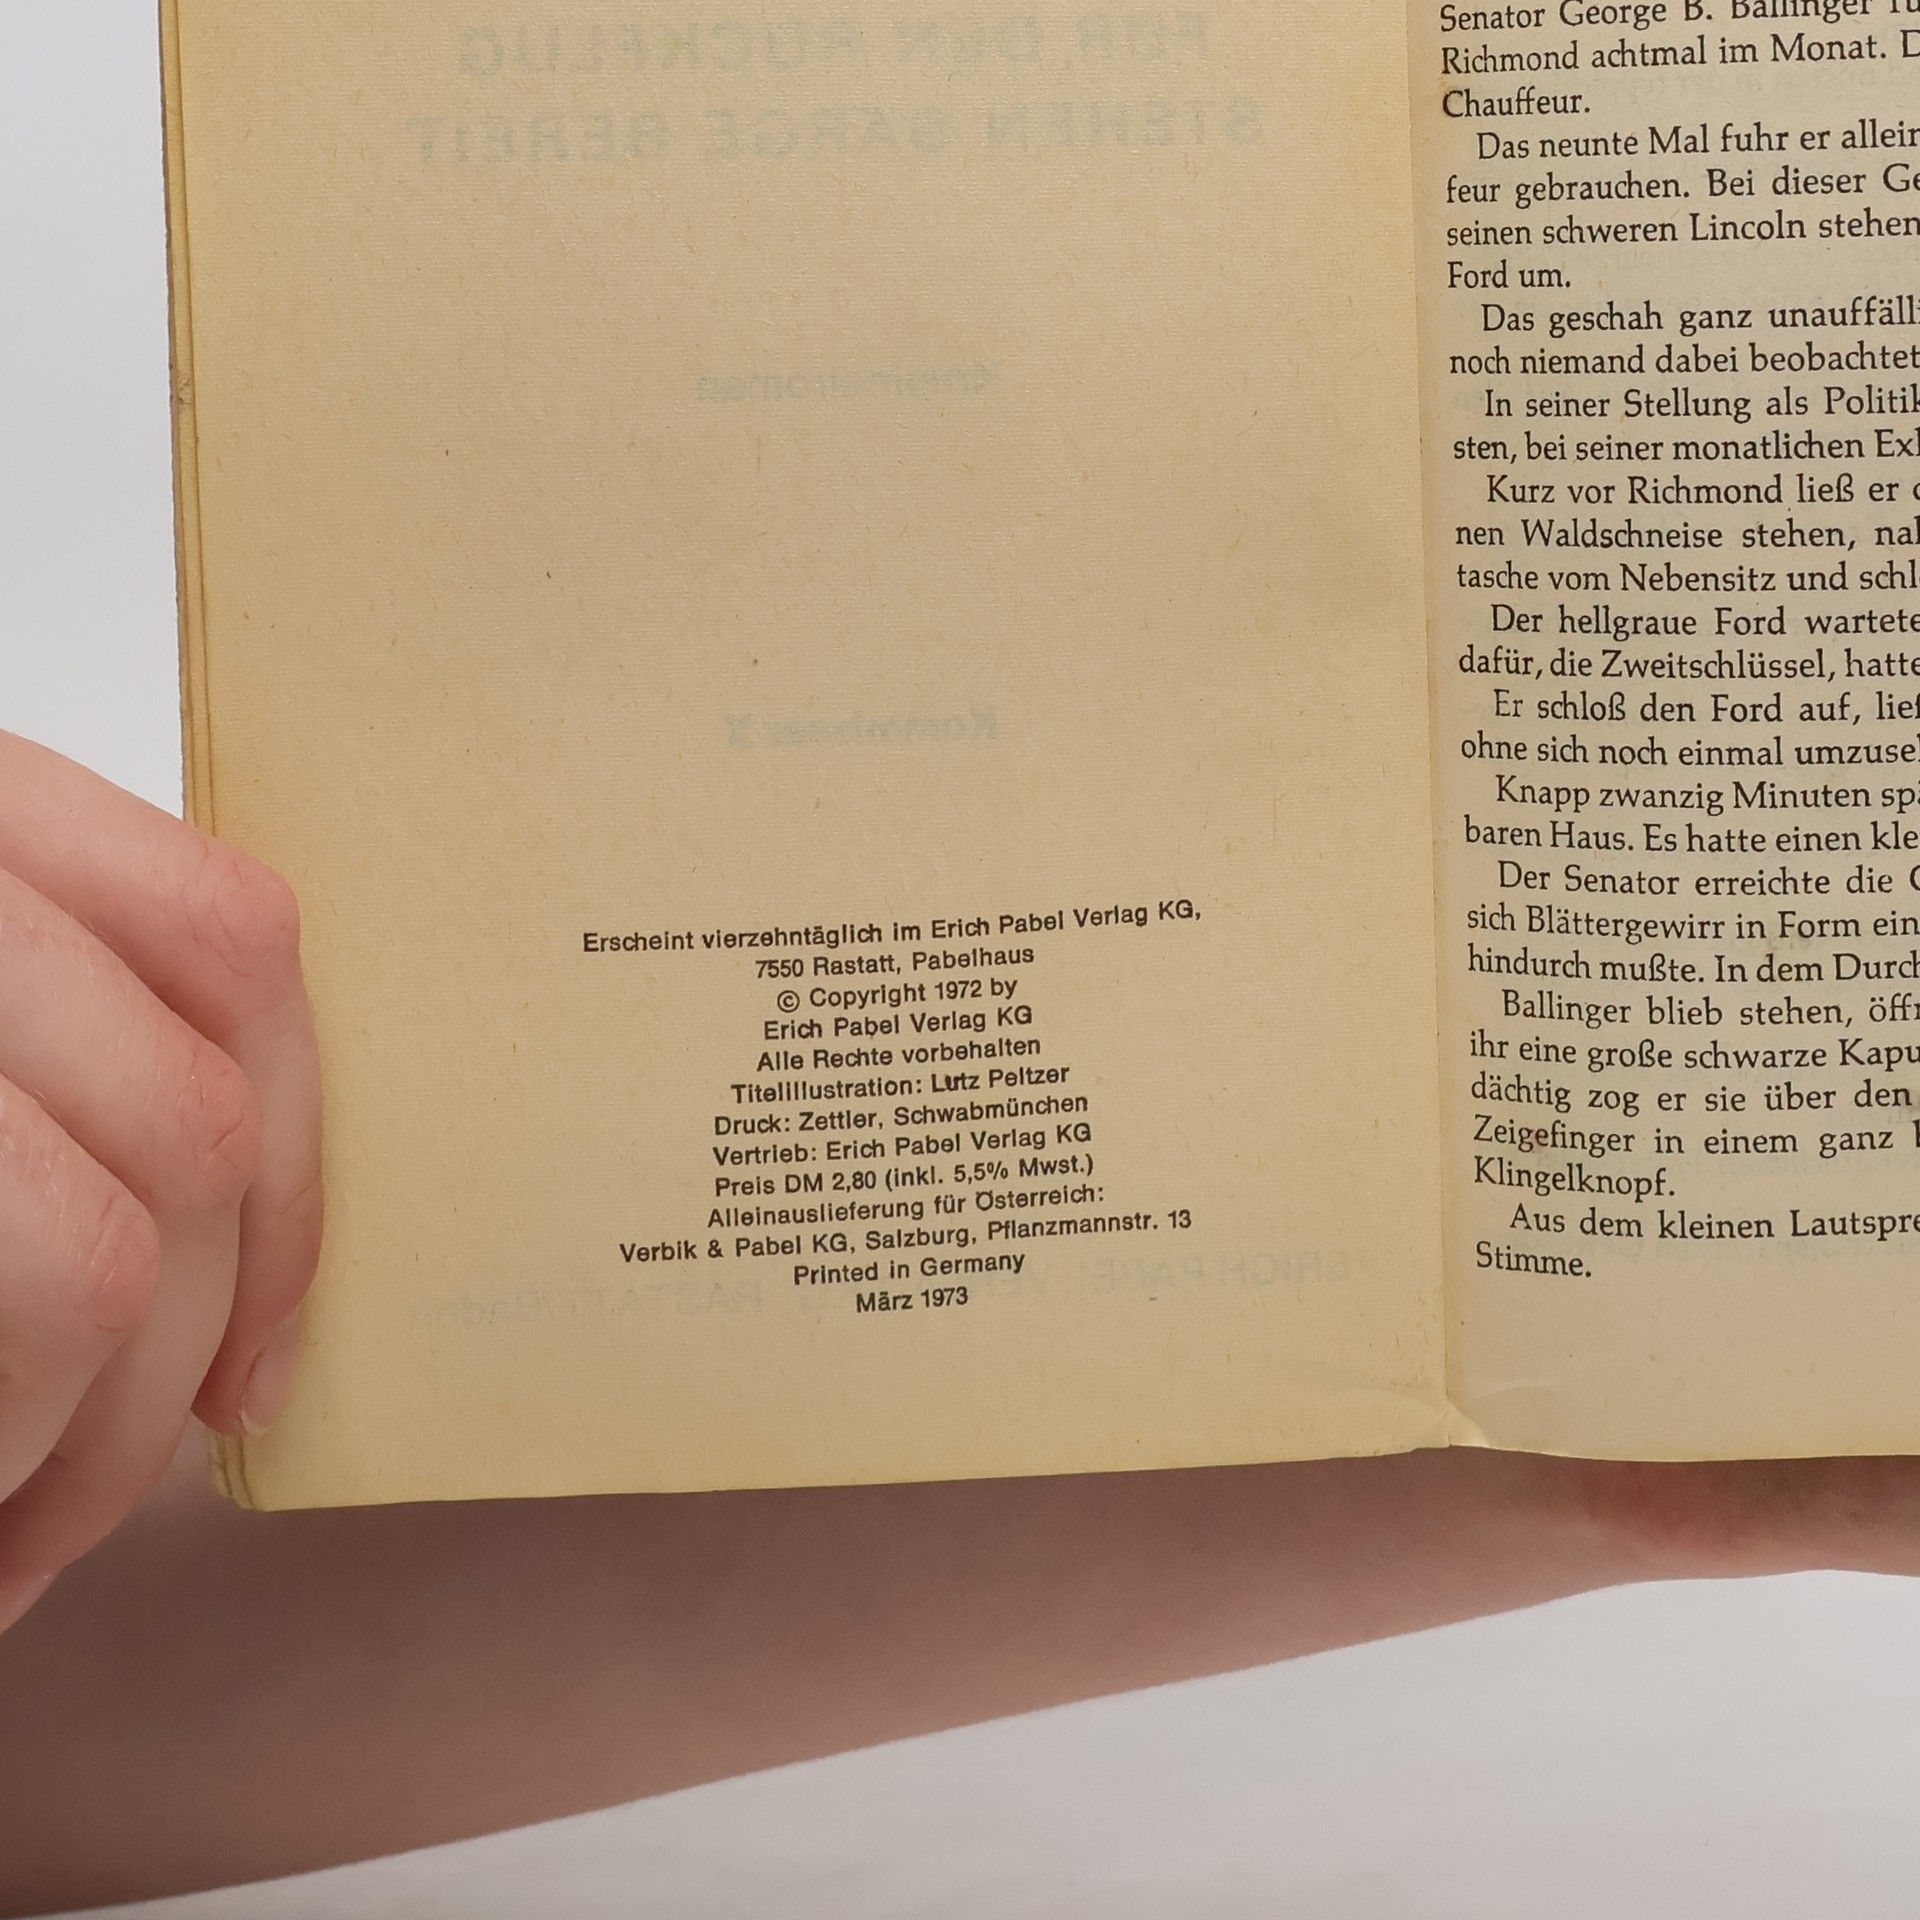 Erscheint vierzehntäglich im Erich Pabel Verlag KG,
7550 Rastatt, Pabelhaus
© Copyright 1972 by
Erich Pabel Verlag KG
Alle Rechte vorbehalten
Titelillustration: Lutz Peltzer
Druck: Zettler, Schwabmünchen
Vertrieb: Erich Pabel Verlag KG
Preis DM 2,80 (inkl. 5,5% Mwst.)
Alleinauslieferung für Österreich:
Verbik & Pabel KG, Salzburg, Pflanzmannstr. 13
Printed in Germany
März 1973
Senator George B. Ballinger
Richmond achtmal im Monat.
Chauffeur.
Das neunte Mal fuhr er
feur gebrauchen. Bei dieser
seinen schweren Lincoln stehen
Ford um.
Das geschah ganz
noch niemand dabei beobachtet
In seiner Stellung als
sten, bei seiner monatlichen
Kurz vor Richmond ließ er
nen Waldschneise stehen,
tasche vom Nebensitz und
Der hellgraue Ford wartete
dafür, die Zweitschlüssel, hatte
Er schloß den Ford auf,
ohne sich noch einmal
Knapp zwanzig Minuten
baren Haus. Es hatte einen
Der Senator erreichte die
sich Blättergewirr in Form
hindurch mußte. In dem
Ballinger blieb stehen,
ihr eine große schwarze
dächtig zog er sie über den
Zeigefinger in einem ganz
Klingelknopf.
Aus dem kleinen
Stimme.